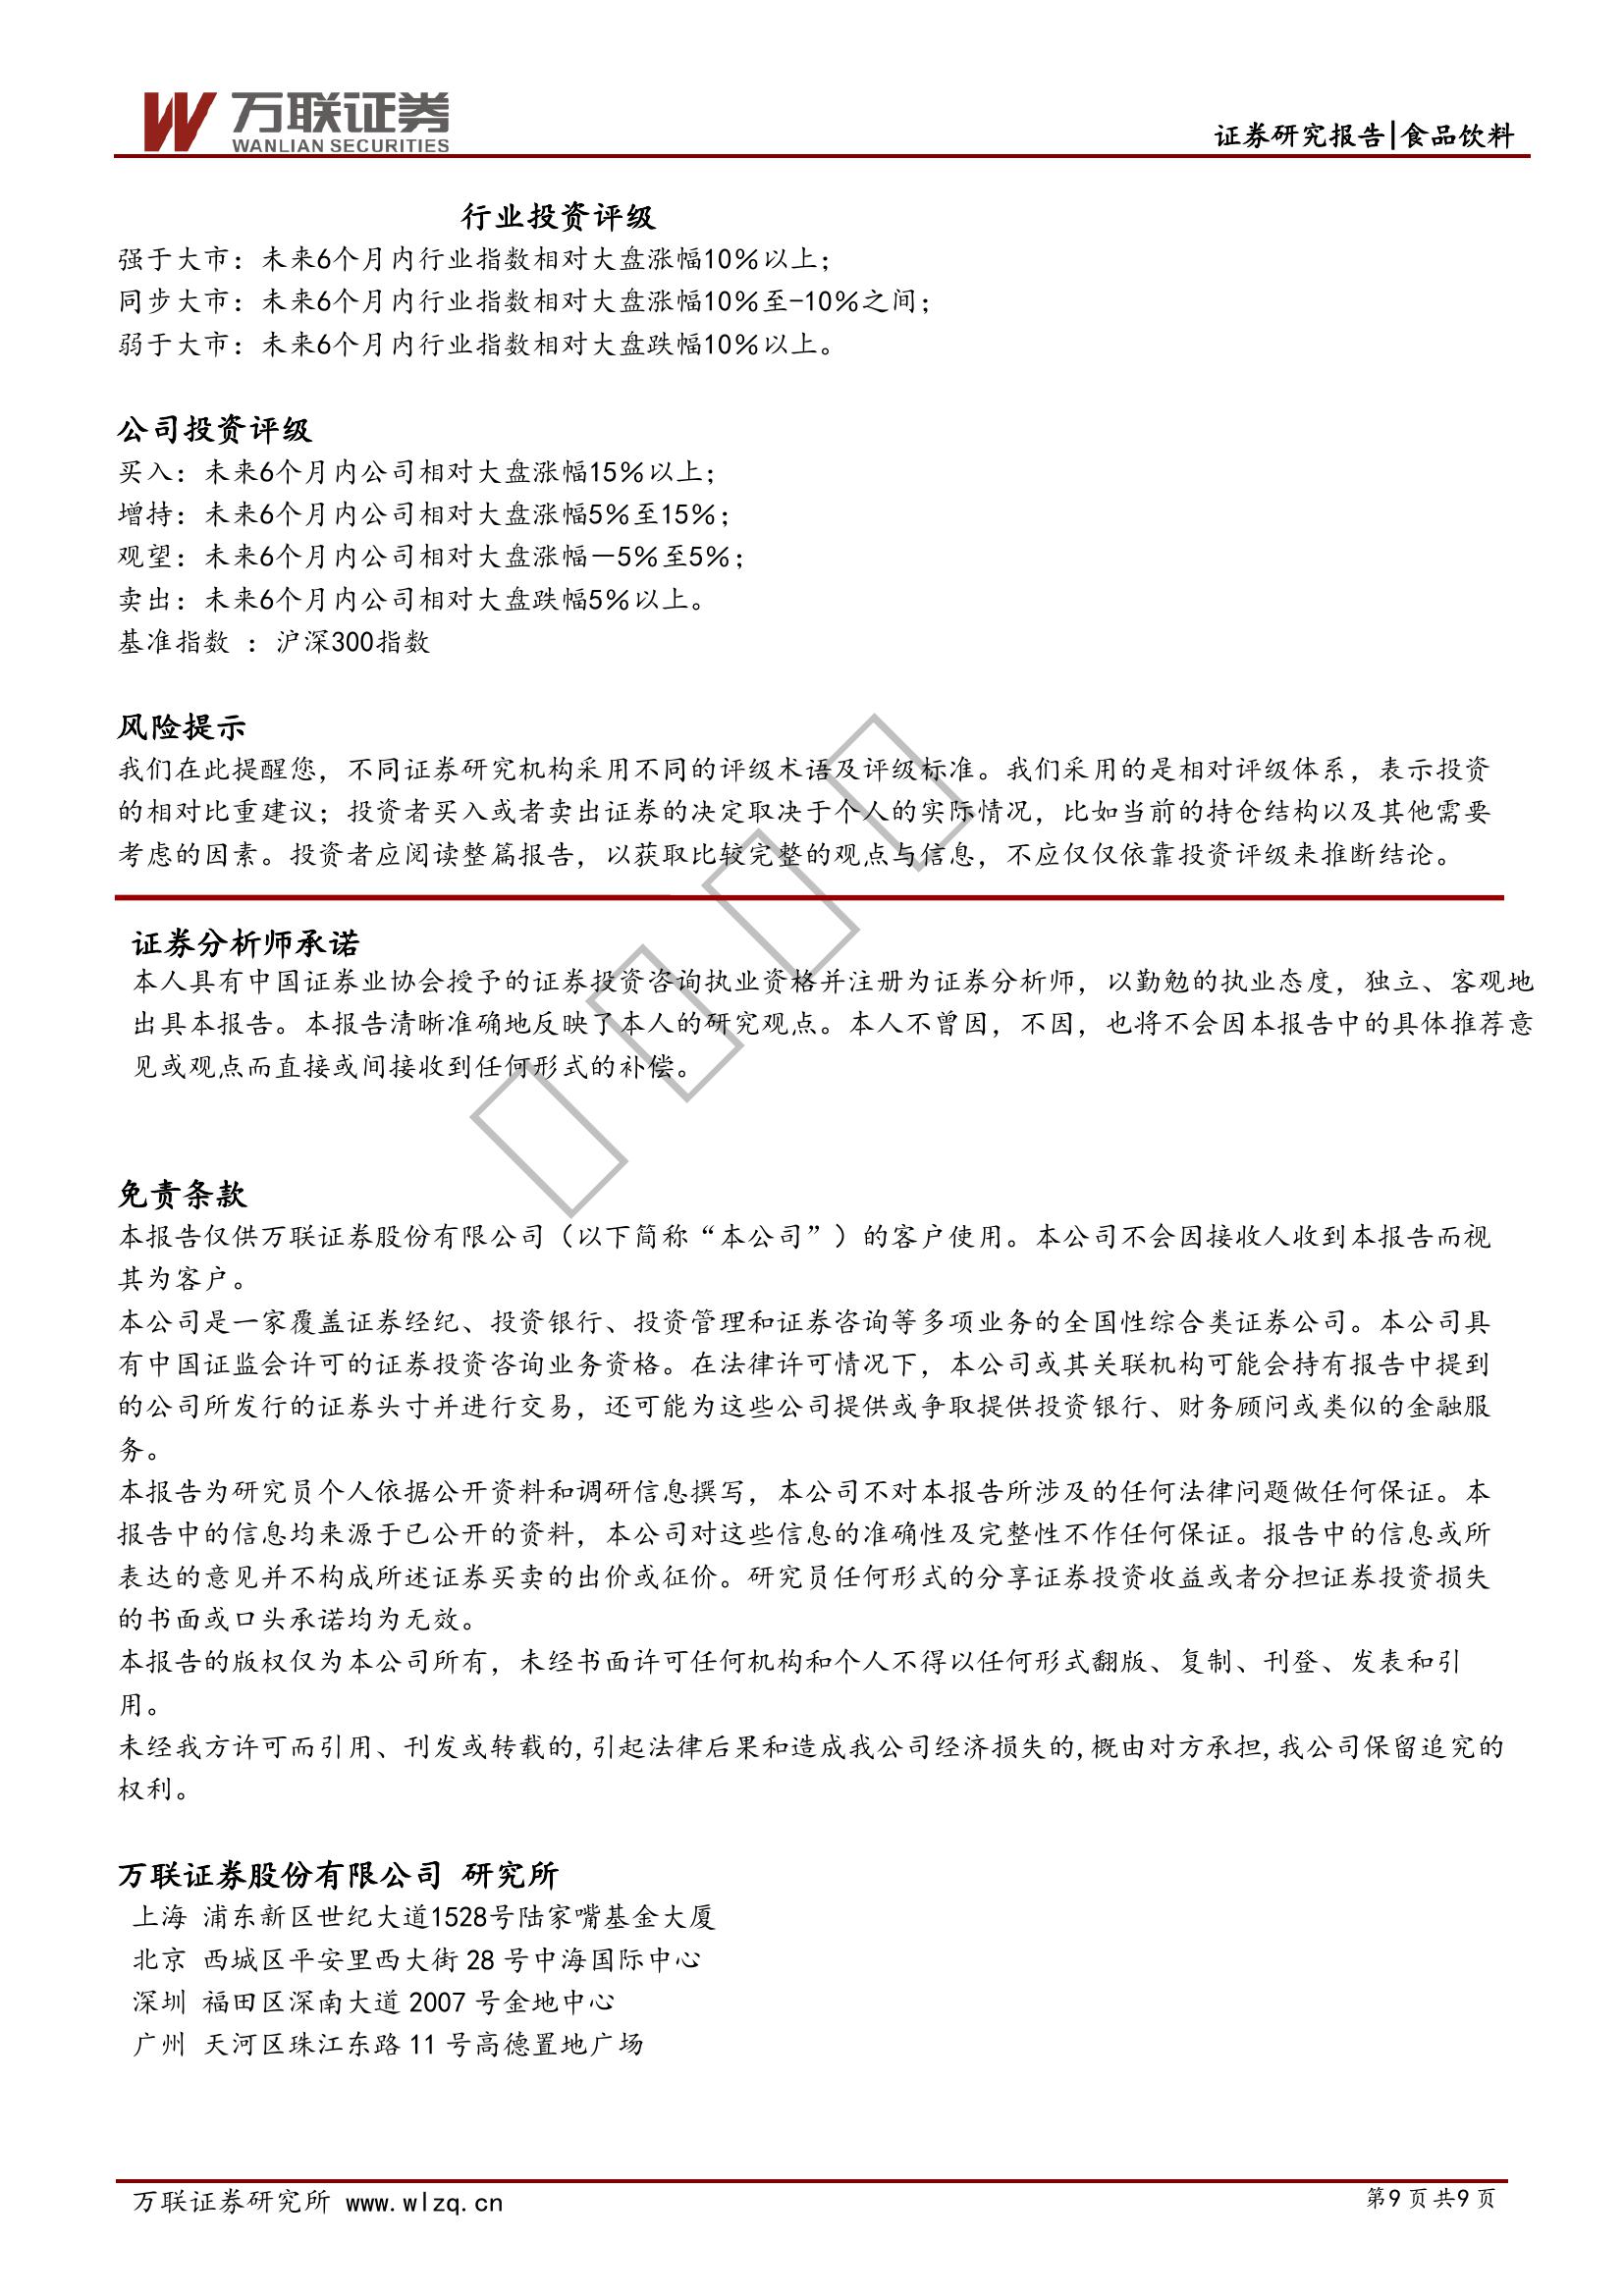 万联证券
WANLIAN SECURITIES
证券研究报告|食品饮料
行业投资评级
强于大市：未来6个月内行业指数相对大盘涨幅10％以上；
同步大市：未来6个月内行业指数相对大盘涨幅10％至-10％之间；
弱于大市：未来6个月内行业指数相对大盘跌幅10％以上。
公司投资评级
买入：未来6个月内公司相对大盘涨幅15％以上；
增持：未来6个月内公司相对大盘涨幅5％至15％；
观望：未来6个月内公司相对大盘涨幅－5％至5％；
卖出：未来6个月内公司相对大盘跌幅5％以上。
基准指数 ：沪深300指数
风险提示
我们在此提醒您，不同证券研究机构采用不同的评级术语及评级标准。我们采用的是相对评级体系，表示投资
的相对比重建议；投资者买入或者卖出证券的决定取决于个人的实际情况，比如当前的持仓结构以及其他需要
考虑的因素。投资者应阅读整篇报告，以获取比较完整的观点与信息，不应仅仅依靠投资评级来推断结论。
证券分析师承诺
本人具有中国证券业协会授予的证券投资咨询执业资格并注册为证券分析师，以勤勉的执业态度，独立、客观地
出具本报告。本报告清晰准确地反映了本人的研究观点。本人不曾因，不因，也将不会因本报告中的具体推荐意
见或观点而直接或间接收到任何形式的补偿。
免责条款
本报告仅供万联证券股份有限公司（以下简称“本公司”）的客户使用。本公司不会因接收人收到本报告而视
其为客户。
本公司是一家覆盖证券经纪、投资银行、投资管理和证券咨询等多项业务的全国性综合类证券公司。本公司具
有中国证监会许可的证券投资咨询业务资格。在法律许可情况下，本公司或其关联机构可能会持有报告中提到
的公司所发行的证券头寸并进行交易，还可能为这些公司提供或争取提供投资银行、财务顾问或类似的金融服
务。
本报告为研究员个人依据公开资料和调研信息撰写，本公司不对本报告所涉及的任何法律问题做任何保证。本
报告中的信息均来源于已公开的资料，本公司对这些信息的准确性及完整性不作任何保证。报告中的信息或所
表达的意见并不构成所述证券买卖的出价或征价。研究员任何形式的分享证券投资收益或者分担证券投资损失
的书面或口头承诺均为无效。
本报告的版权仅为本公司所有，未经书面许可任何机构和个人不得以任何形式翻版、复制、刊登、发表和引
用。
未经我方许可而引用、刊发或转载的,引起法律后果和造成我公司经济损失的,概由对方承担,我公司保留追究的
权利。
万联证券股份有限公司 研究所
上海 浦东新区世纪大道1528号陆家嘴基金大厦
北京 西城区平安里西大街 28 号中海国际中心
深圳 福田区深南大道 2007 号金地中心
广州 天河区珠江东路 11 号高德置地广场
万联证券研究所 www.wlzq.cn
第9 页 共9 页